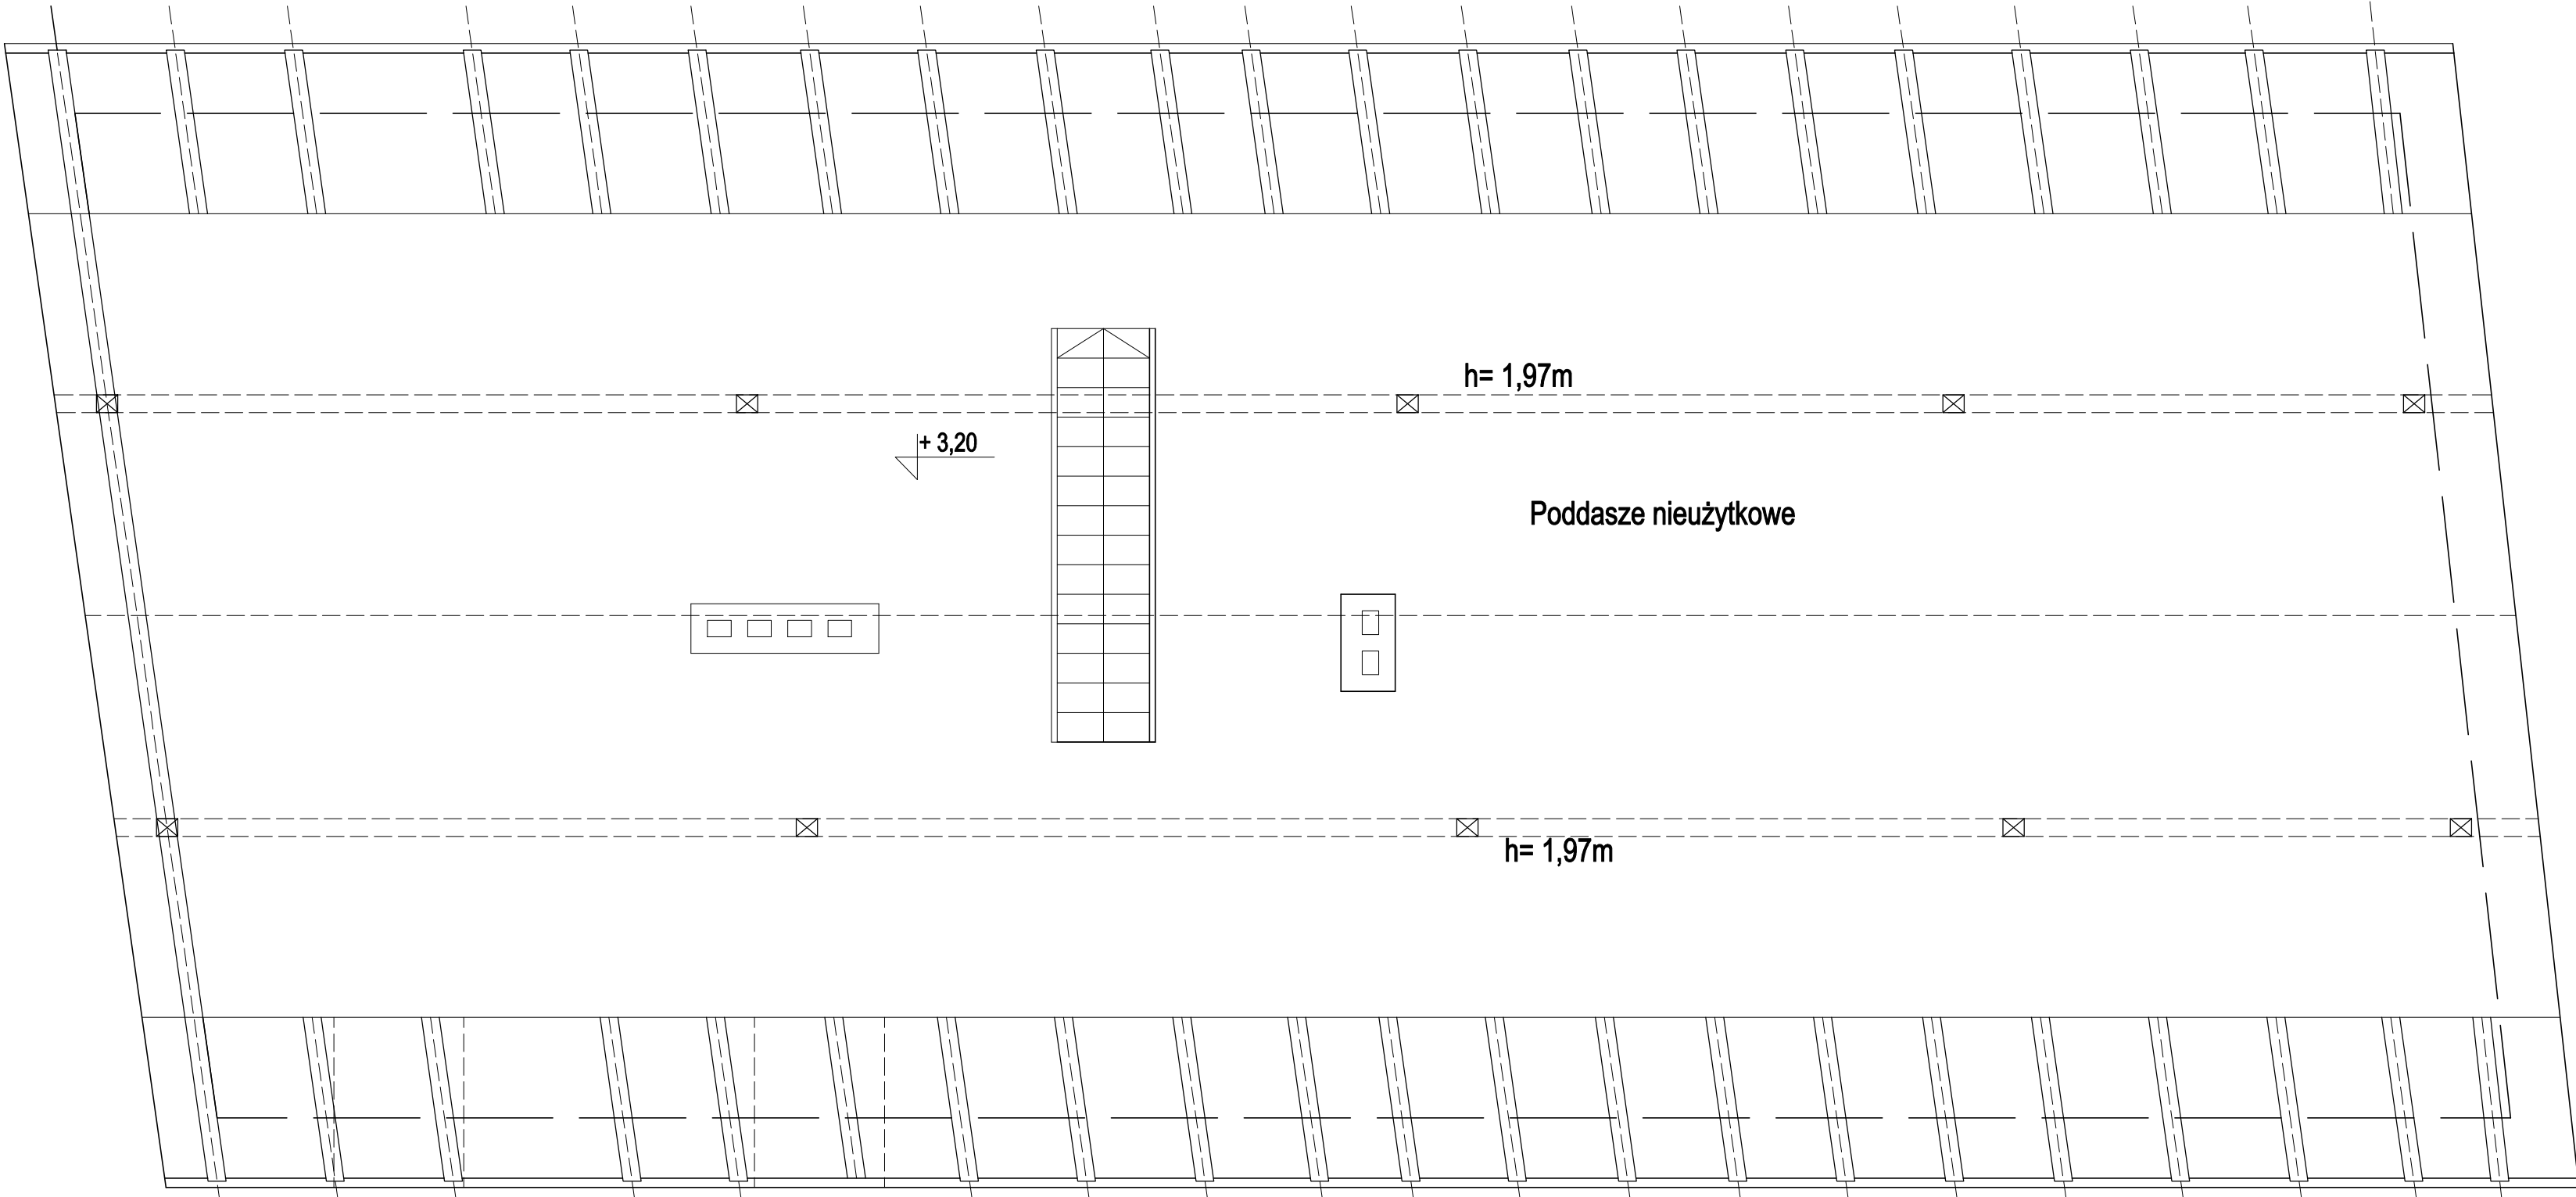 h= 1,97m
+ 3,20
Poddasze nieużytkowe
h= 1,97m